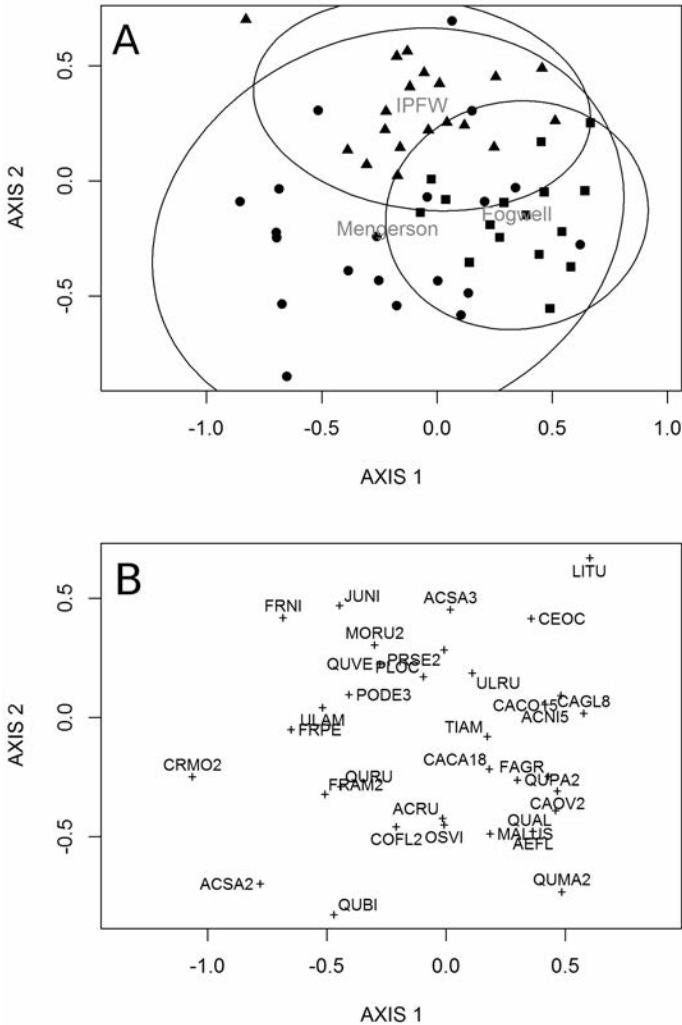 A
0.5
IPFW
AXIS 2
0.0
Fogwell
Mengerson
-0.5
-1.0 -0.5 0.0 0.5 1.0
AXIS 1
B
LITU
0.5
FRNI JUNI ACSA3
CEOC
MORU2
QUVE PLOC PRSE2
ULRU
PODE3
CACO15 CAGL8
AXIS 2
0.0
ULAM
ACNI5
FRPE
TIAM
CRMO2
CACA18 FAGR
QURU
FRAM2
QUPA2
CAOV2
ACRU
QUAL
-0.5
COFL2 OSVI MALUS
AEFL
ACSA2
QUMA2
QUBI
-1.0 -0.5 0.0 0.5
AXIS 1